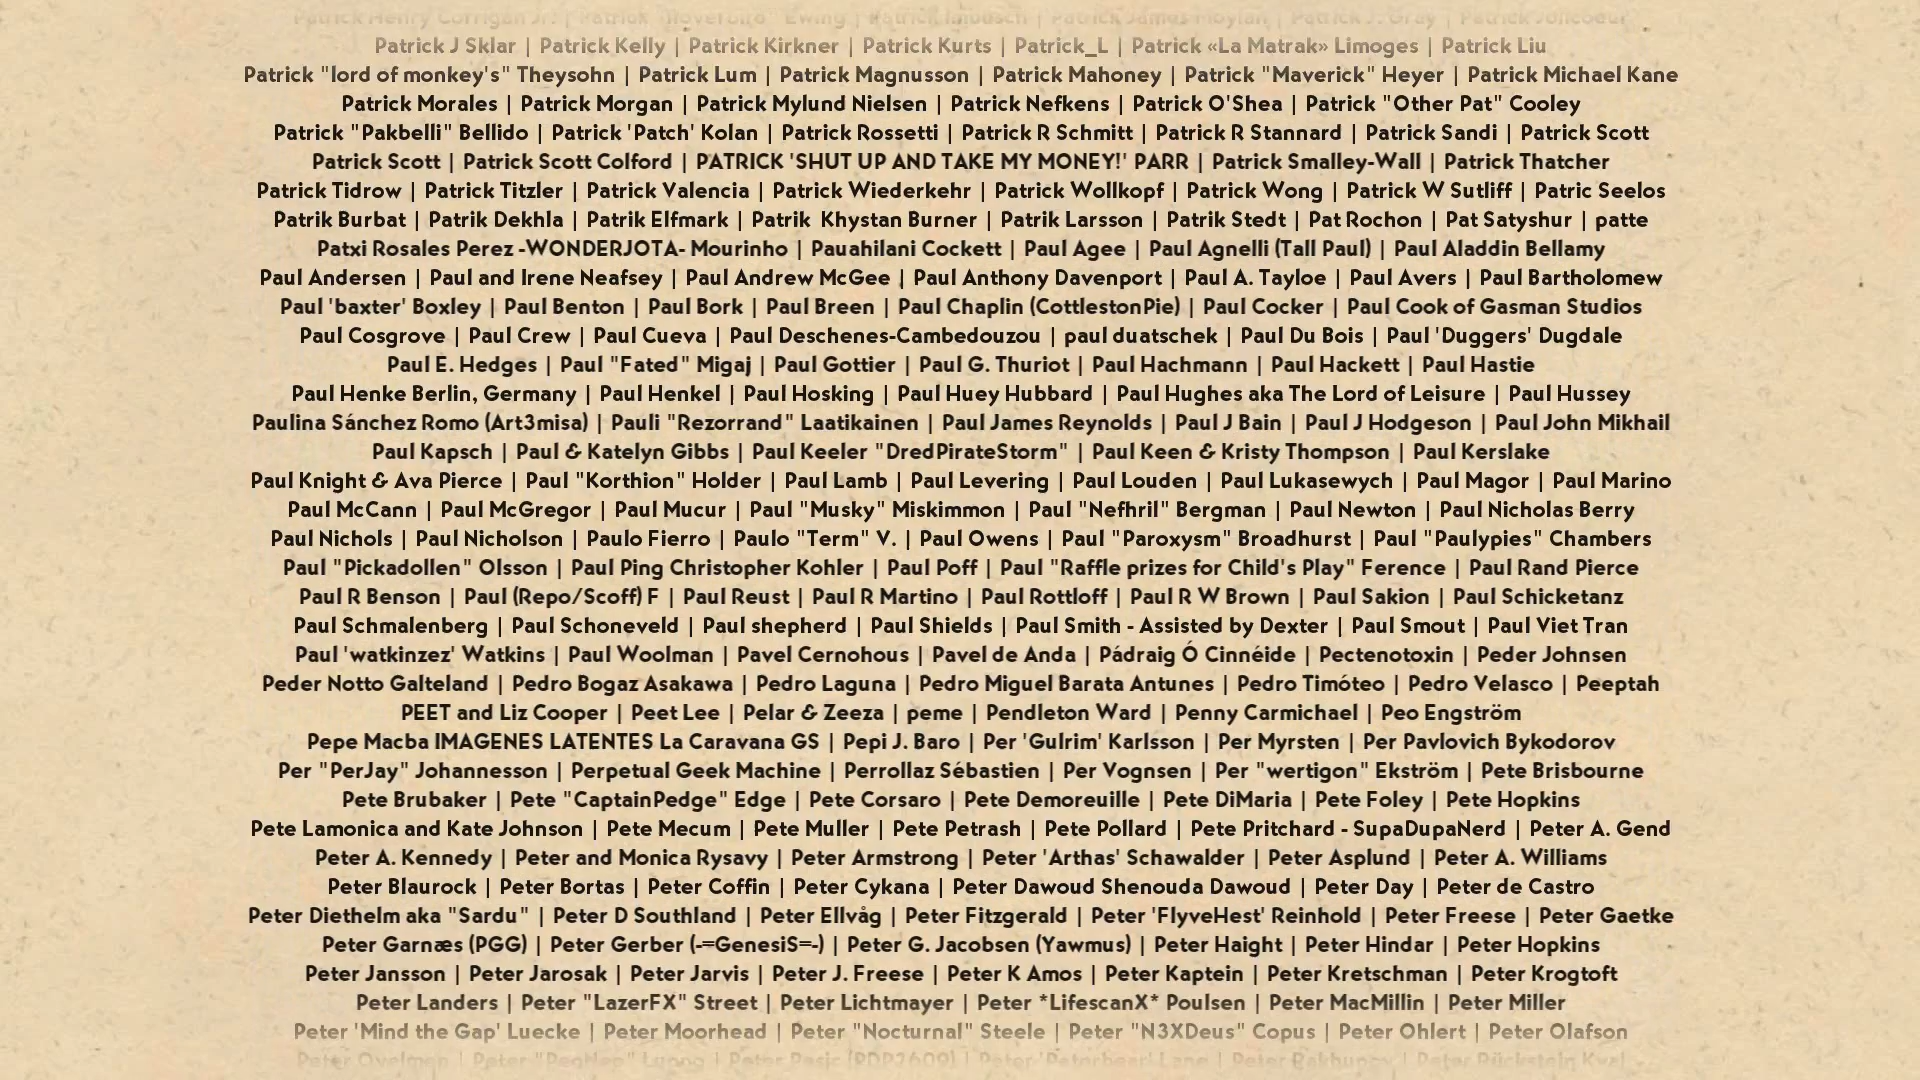 Patrick Henry Corrigan Jr. | Patrick "Hoverbird" Ewing | Patrick Imbusch | Patrick James Moylan | Patrick J. Gray | Patrick Joncoeur
Patrick J Sklar | Patrick Kelly | Patrick Kirkner | Patrick Kurts | Patrick_L | Patrick «La Matrak» Limoges | Patrick Liu
Patrick "lord of monkey's" Theysohn | Patrick Lum | Patrick Magnusson | Patrick Mahoney | Patrick "Maverick" Heyer | Patrick Michael Kane
Patrick Morales | Patrick Morgan | Patrick Mylund Nielsen | Patrick Nefkens | Patrick O'Shea | Patrick "Other Pat" Cooley
Patrick "Pakbelli" Bellido | Patrick 'Patch' Kolan | Patrick Rossetti | Patrick R Schmitt | Patrick R Stannard | Patrick Sandi | Patrick Scott
Patrick Scott | Patrick Scott Colford | PATRICK 'SHUT UP AND TAKE MY MONEY!' PARR | Patrick Smalley-Wall | Patrick Thatcher
Patrick Tidrow | Patrick Titzler | Patrick Valencia | Patrick Wiederkehr | Patrick Wollkopf | Patrick Wong | Patrick W Sutliff | Patric Seelos
Patrik Burbat | Patrik Dekhla | Patrik Elfmark | Patrik Khystan Burner | Patrik Larsson | Patrik Stedt | Pat Rochon | Pat Satyshur | patte
Patxi Rosales Perez -WONDERJOTA- Mourinho | Pauahilani Cockett | Paul Agee | Paul Agnelli (Tall Paul) | Paul Aladdin Bellamy
Paul Andersen | Paul and Irene Neafsey | Paul Andrew McGee | Paul Anthony Davenport | Paul A. Tayloe | Paul Avers | Paul Bartholomew
Paul 'baxter' Boxley | Paul Benton | Paul Bork | Paul Breen | Paul Chaplin (CottlestonPie) | Paul Cocker | Paul Cook of Gasman Studios
Paul Cosgrove | Paul Crew | Paul Cueva | Paul Deschenes-Cambedouzou | paul duatschek | Paul Du Bois | Paul 'Duggers' Dugdale
Paul E. Hedges | Paul "Fated" Migaj | Paul Gottier | Paul G. Thuriot | Paul Hachmann | Paul Hackett | Paul Hastie
Paul Henke Berlin, Germany | Paul Henkel | Paul Hosking | Paul Huey Hubbard | Paul Hughes aka The Lord of Leisure | Paul Hussey
Paulina Sánchez Romo (Art3misa) | Pauli "Rezorrand" Laatikainen | Paul James Reynolds | Paul J Bain | Paul J Hodgeson | Paul John Mikhail
Paul Kapsch | Paul & Katelyn Gibbs | Paul Keeler "DredPirateStorm" | Paul Keen & Kristy Thompson | Paul Kerslake
Paul Knight & Ava Pierce | Paul "Korthion" Holder | Paul Lamb | Paul Levering | Paul Louden | Paul Lukasewych | Paul Magor | Paul Marino
Paul McCann | Paul McGregor | Paul Mucur | Paul "Musky" Miskimmon | Paul "Nefhril" Bergman | Paul Newton | Paul Nicholas Berry
Paul Nichols | Paul Nicholson | Paulo Fierro | Paulo "Term" V. | Paul Owens | Paul "Paroxysm" Broadhurst | Paul "Paulypies" Chambers
Paul "Pickadollen" Olsson | Paul Ping Christopher Kohler | Paul Poff | Paul "Raffle prizes for Child's Play" Ference | Paul Rand Pierce
Paul R Benson | Paul (Repo/Scoff) F | Paul Reust | Paul R Martino | Paul Rottloff | Paul R W Brown | Paul Sakion | Paul Schicketanz
Paul Schmalenberg | Paul Schoneveld | Paul shepherd | Paul Shields | Paul Smith - Assisted by Dexter | Paul Smout | Paul Viet Tran
Paul 'watkinzez' Watkins | Paul Woolman | Pavel Cernohous | Pavel de Anda | Pádraig Ó Cinnéide | Pectenotoxin | Peder Johnsen
Peder Notto Galteland | Pedro Bogaz Asakawa | Pedro Laguna | Pedro Miguel Barata Antunes | Pedro Timóteo | Pedro Velasco | Peeptah
PEET and Liz Cooper | Peet Lee | Pelar & Zeeza | peme | Pendleton Ward | Penny Carmichael | Peo Engström
Pepe Macba IMAGENES LATENTES La Caravana GS | Pepi J. Baro | Per 'Gulrim' Karlsson | Per Myrsten | Per Pavlovich Bykodorov
Per "PerJay" Johannesson | Perpetual Geek Machine | Perrollaz Sébastien | Per Vognsen | Per "wertigon" Ekström | Pete Brisbourne
Pete Brubaker | Pete "CaptainPedge" Edge | Pete Corsaro | Pete Demoreuille | Pete DiMaria | Pete Foley | Pete Hopkins
Pete Lamonica and Kate Johnson | Pete Mecum | Pete Muller | Pete Petrash | Pete Pollard | Pete Pritchard - SupaDupaNerd | Peter A. Gend
Peter A. Kennedy | Peter and Monica Rysavy | Peter Armstrong | Peter 'Arthas' Schawalder | Peter Asplund | Peter A. Williams
Peter Blaurock | Peter Bortas | Peter Coffin | Peter Cykana | Peter Dawoud Shenouda Dawoud | Peter Day | Peter de Castro
Peter Diethelm aka "Sardu" | Peter D Southland | Peter Ellvåg | Peter Fitzgerald | Peter 'FlyveHest' Reinhold | Peter Freese | Peter Gaetke
Peter Garnæs (PGG) | Peter Gerber (-=GenesiS=-) | Peter G. Jacobsen (Yawmus) | Peter Haight | Peter Hindar | Peter Hopkins
Peter Jansson | Peter Jarosak | Peter Jarvis | Peter J. Freese | Peter K Amos | Peter Kaptein | Peter Kretschman | Peter Krogtoft
Peter Landers | Peter "LazerFX" Street | Peter Lichtmayer | Peter *LifescanX* Poulsen | Peter MacMillin | Peter Miller
Peter 'Mind the Gap' Luecke | Peter Moorhead | Peter "Nocturnal" Steele | Peter "N3XDeus" Copus | Peter Ohlert | Peter Olafson
Peter | Peter | Peter | Peter Lane | Peter | Peter